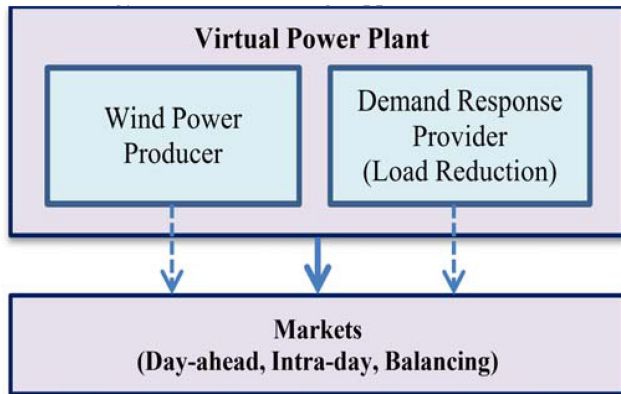 Virtual Power Plant
Wind Power
Producer
Demand Response
Provider
(Load Reduction)
Markets
(Day-ahead, Intra-day, Balancing)